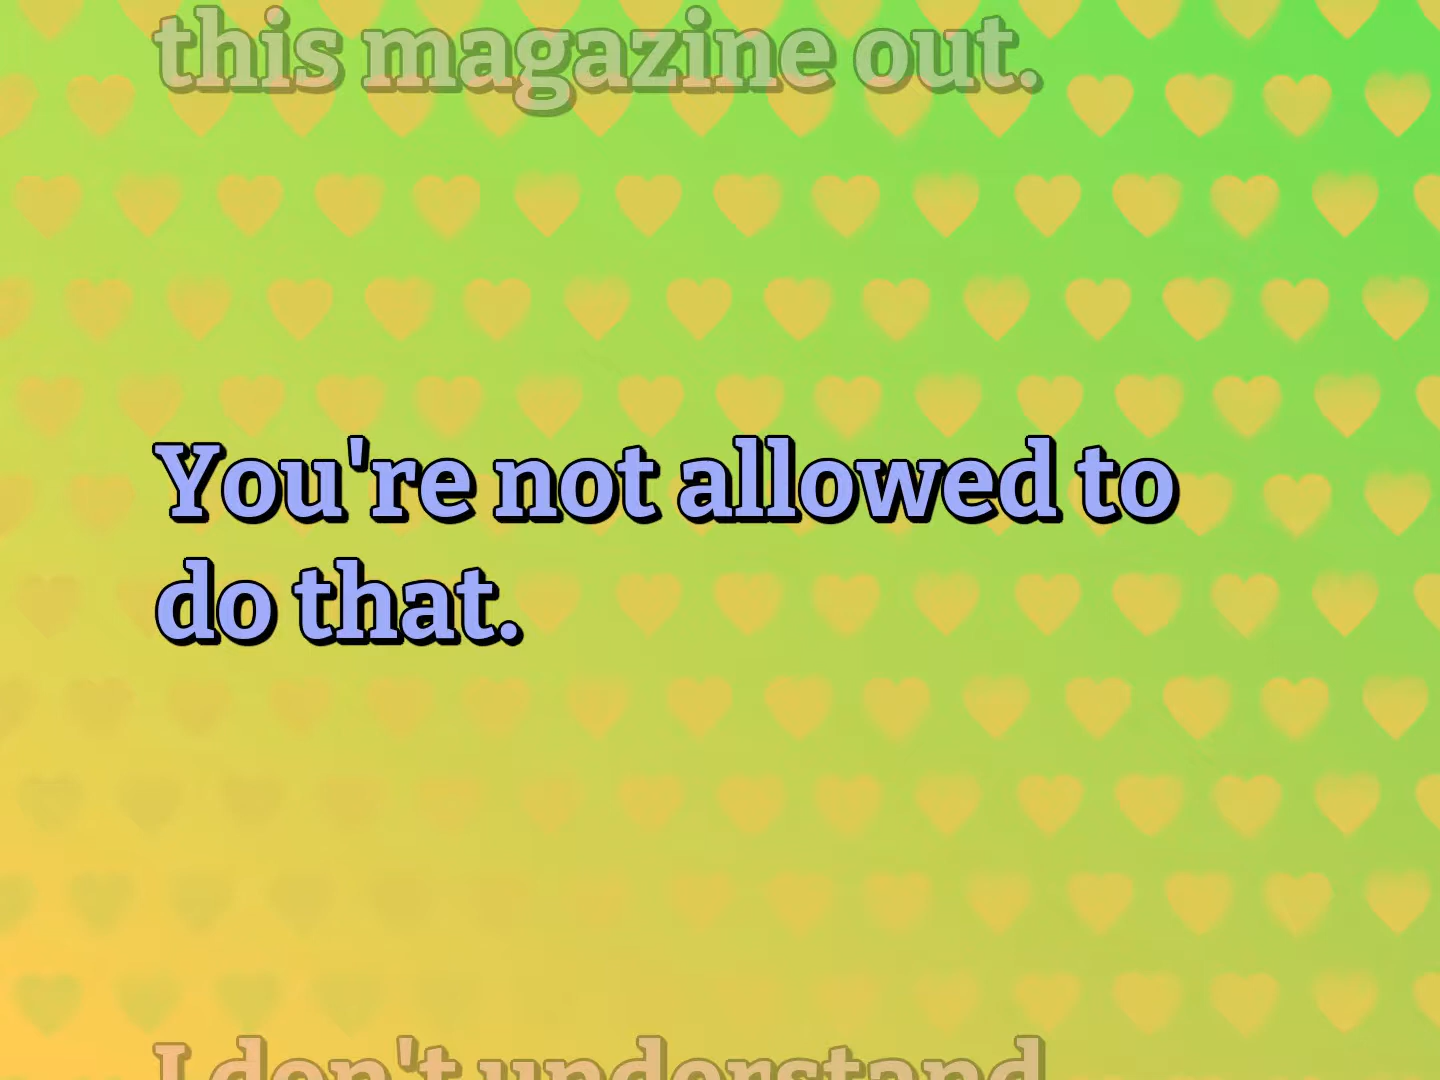 this magazine out.
You're not allowed to
do that.
I don't understand